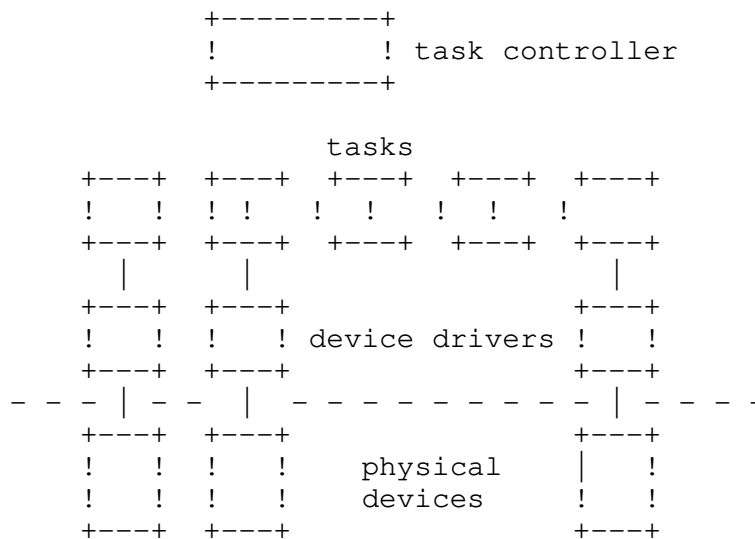 task controller
tasks
device drivers
physical
devices